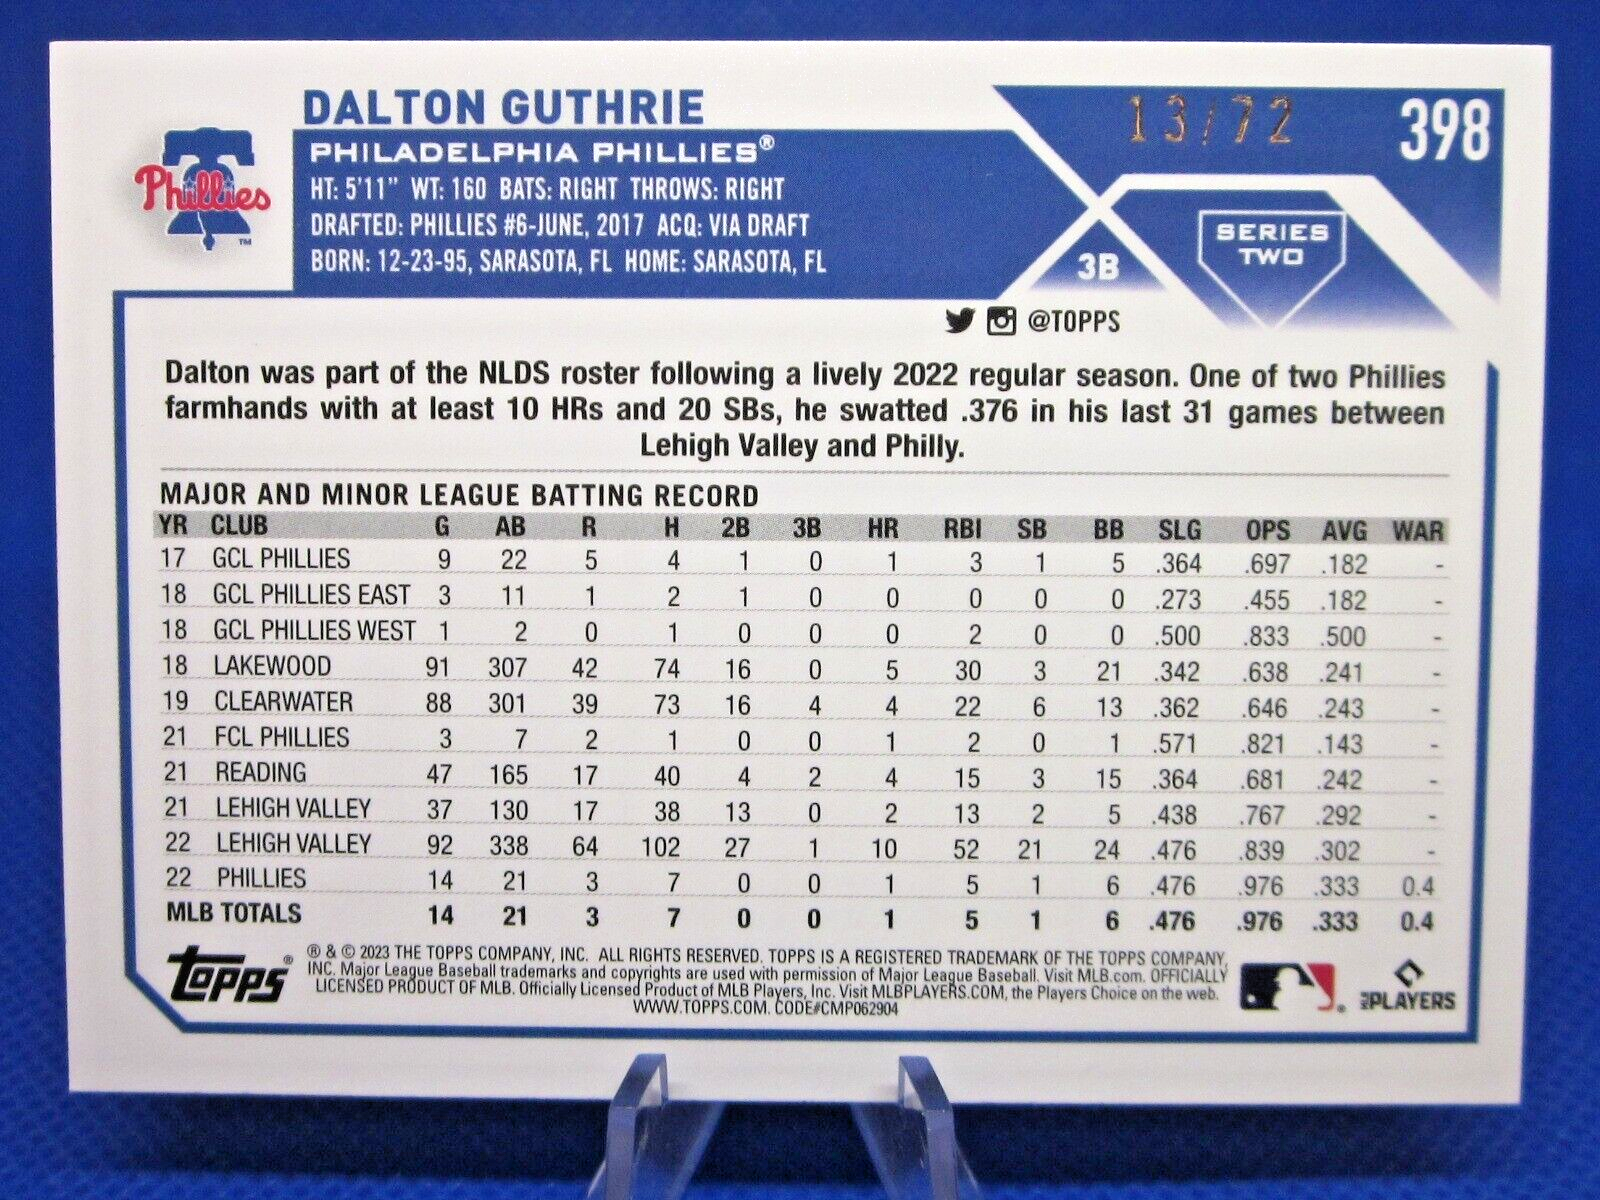 DALTON GUTHRIE
13/72
398
Phillies
TM
PHILADELPHIA PHILLIES®
HT: 5'11" WT: 160 BATS: RIGHT THROWS: RIGHT
DRAFTED: PHILLIES #6-JUNE, 2017 ACQ: VIA DRAFT
BORN: 12-23-95, SARASOTA, FL HOME: SARASOTA, FL
3B
SERIES
TWO
@TOPPS
Dalton was part of the NLDS roster following a lively 2022 regular season. One of two Phillies
farmhands with at least 10 HRs and 20 SBs, he swatted .376 in his last 31 games between
Lehigh Valley and Philly.
MAJOR AND MINOR LEAGUE BATTING RECORD
YR CLUB G AB R H 2B 3B HR RBI SB BB SLG OPS AVG WAR
17 GCL PHILLIES 9 22 5 4 1 0 1 3 1 5 .364 .697 .182 -
18 GCL PHILLIES EAST 3 11 1 2 1 0 0 0 0 0 .273 .455 .182 -
18 GCL PHILLIES WEST 1 2 0 1 0 0 0 2 0 0 .500 .833 .500 -
18 LAKEWOOD 91 307 42 74 16 0 5 30 3 21 .342 .638 .241 -
19 CLEARWATER 88 301 39 73 16 4 4 22 6 13 .362 .646 .243 -
21 FCL PHILLIES 3 7 2 1 0 0 1 2 0 1 .571 .821 .143 -
21 READING 47 165 17 40 4 2 4 15 3 15 .364 .681 .242 -
21 LEHIGH VALLEY 37 130 17 38 13 0 2 13 2 5 .438 .767 .292 -
22 LEHIGH VALLEY 92 338 64 102 27 1 10 52 21 24 .476 .839 .302 -
22 PHILLIES 14 21 3 7 0 0 1 5 1 6 .476 .976 .333 0.4
MLB TOTALS 14 21 3 7 0 0 1 5 1 6 .476 .976 .333 0.4
topps®
® & © 2023 THE TOPPS COMPANY, INC. ALL RIGHTS RESERVED. TOPPS IS A REGISTERED TRADEMARK OF THE TOPPS COMPANY,
INC. Major League Baseball trademarks and copyrights are used with permission of Major League Baseball. Visit MLB.com. OFFICIALLY
LICENSED PRODUCT OF MLB. Officially Licensed Product of MLB Players, Inc. Visit MLBPLAYERS.COM, the Players Choice on the web.
WWW.TOPPS.COM. CODE#CMP062904
®
MLB PLAYERS